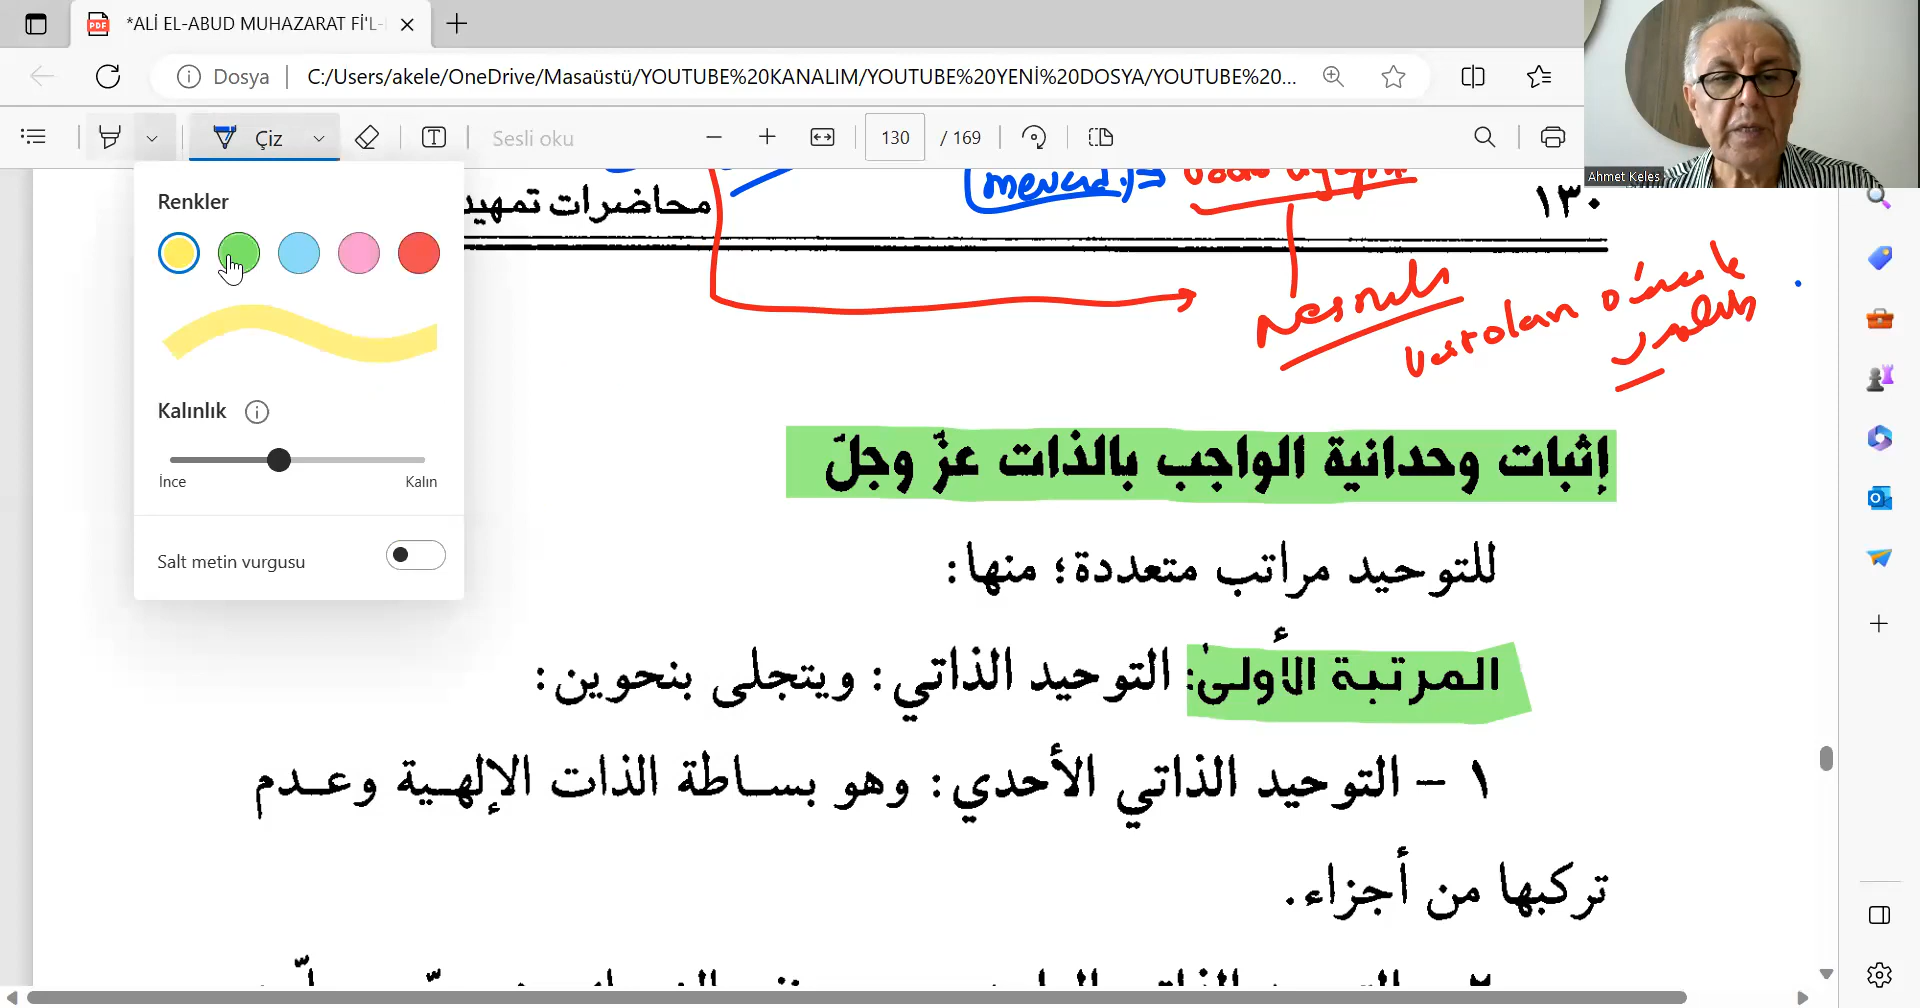 *ALİ EL-ABUD MUHAZARAT Fİ'L-
Dosya
C:/Users/akele/OneDrive/Masaüstü/YOUTUBE%20KANALIM/YOUTUBE%20YENİ%20DOSYA/YOUTUBE%20...
Çiz
Sesli oku
130 / 169
Ahmet Keles
Renkler
Kalınlık
İnce
Kalın
Salt metin vurgusu
١٣٠
محاضرات تمهيد
إثبات وحدانية الواجب بالذات عزّ وجلّ
للتوحيد مراتب متعددة؛ منها:
المرتبة الأولىٰ: التوحيد الذاتي: ويتجلى بنحوين:
١ – التوحيد الذاتي الأحدي: وهو بساطة الذات الإلهية وعدم
تركبها من أجزاء.